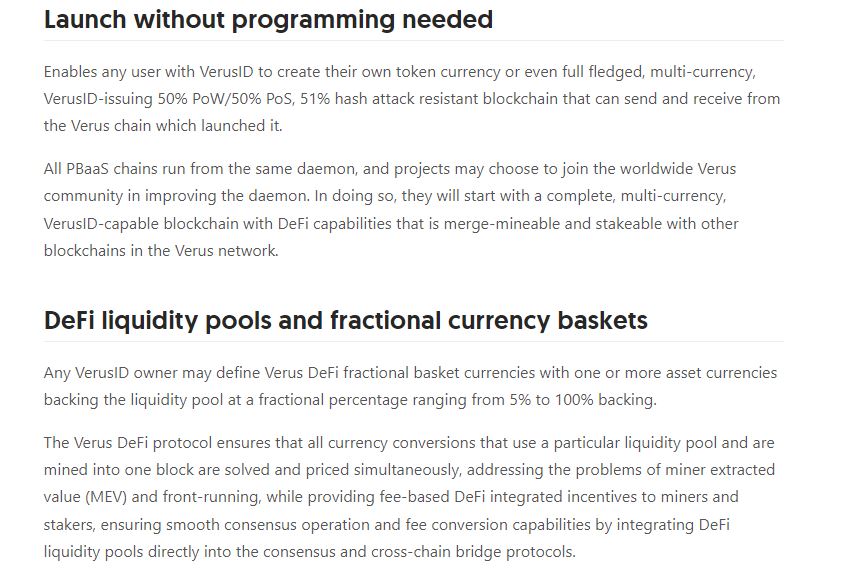 Launch without programming needed
Enables any user with VerusID to create their own token currency or even full fledged, multi-currency,
VerusID-issuing 50% PoW/50% PoS, 51% hash attack resistant blockchain that can send and receive from
the Verus chain which launched it.
All PBaaS chains run from the same daemon, and projects may choose to join the worldwide Verus
community in improving the daemon. In doing so, they will start with a complete, multi-currency,
VerusID-capable blockchain with DeFi capabilities that is merge-mineable and stakeable with other
blockchains in the Verus network.
DeFi liquidity pools and fractional currency baskets
Any VerusID owner may define Verus DeFi fractional basket currencies with one or more asset currencies
backing the liquidity pool at a fractional percentage ranging from 5% to 100% backing.
The Verus DeFi protocol ensures that all currency conversions that use a particular liquidity pool and are
mined into one block are solved and priced simultaneously, addressing the problems of miner extracted
value (MEV) and front-running, while providing fee-based DeFi integrated incentives to miners and
stakers, ensuring smooth consensus operation and fee conversion capabilities by integrating DeFi
liquidity pools directly into the consensus and cross-chain bridge protocols.